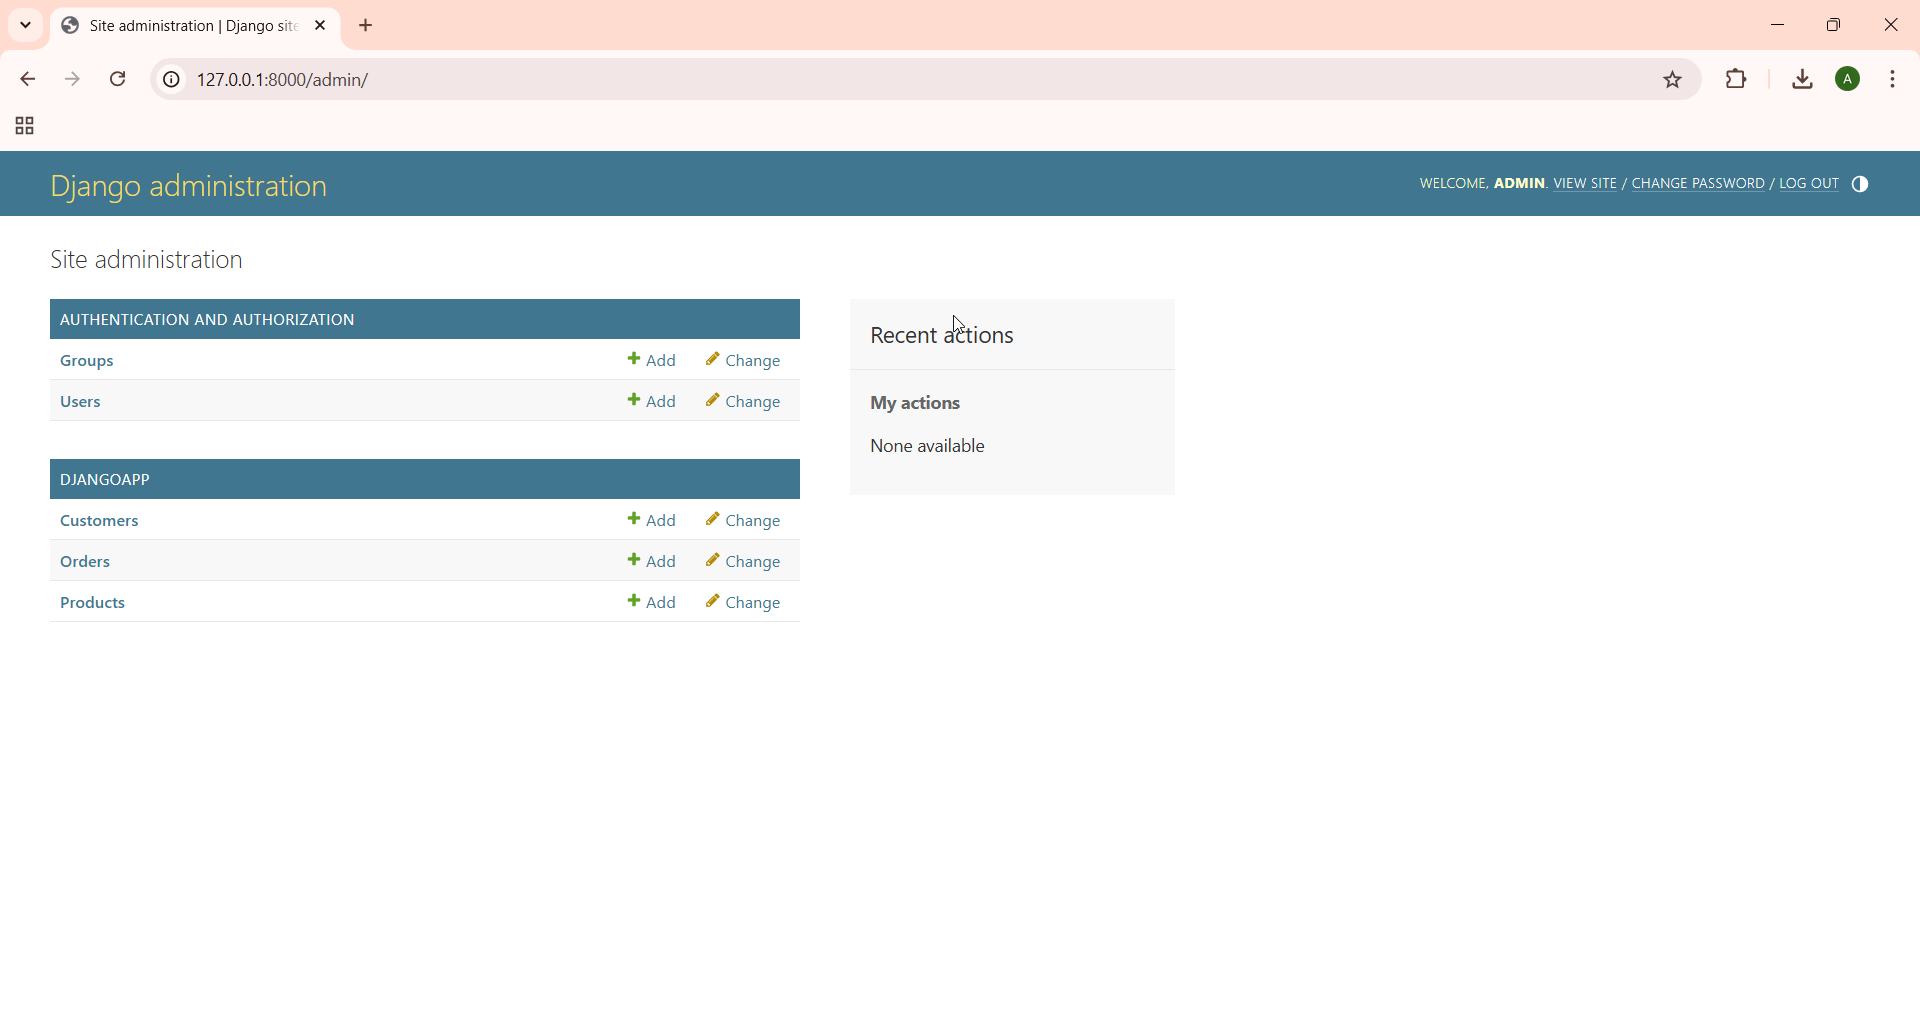 Site administration | Django site
127.0.0.1:8000/admin/
A
Django administration
WELCOME, ADMIN. VIEW SITE / CHANGE PASSWORD / LOG OUT
Site administration
AUTHENTICATION AND AUTHORIZATION
Groups Add Change
Users Add Change
DJANGOAPP
Customers Add Change
Orders Add Change
Products Add Change
Recent actions
My actions
None available